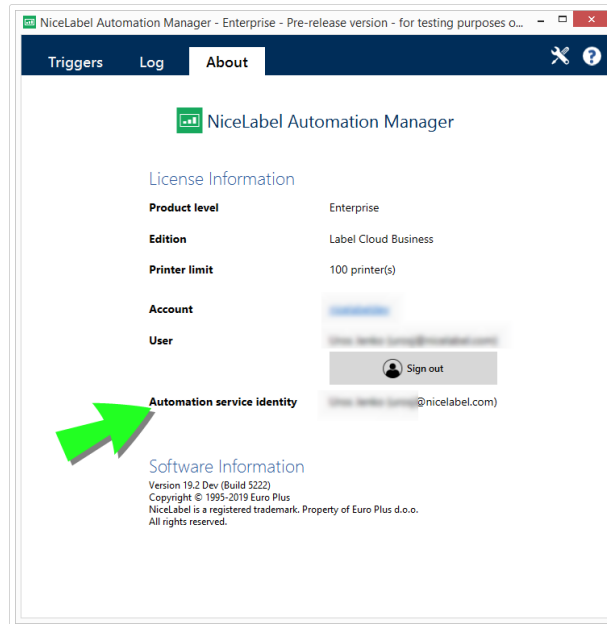 NiceLabel Automation Manager - Enterprise - Pre-release version - for testing purposes o...
Triggers Log About
NiceLabel Automation Manager
License Information
Product level Enterprise
Edition Label Cloud Business
Printer limit 100 printer(s)
Account
User
Sign out
Automation service identity @nicelabel.com)
Software Information
Version 19.2 Dev (Build 5222)
Copyright © 1995-2019 Euro Plus
NiceLabel is a registered trademark. Property of Euro Plus d.o.o.
All rights reserved.